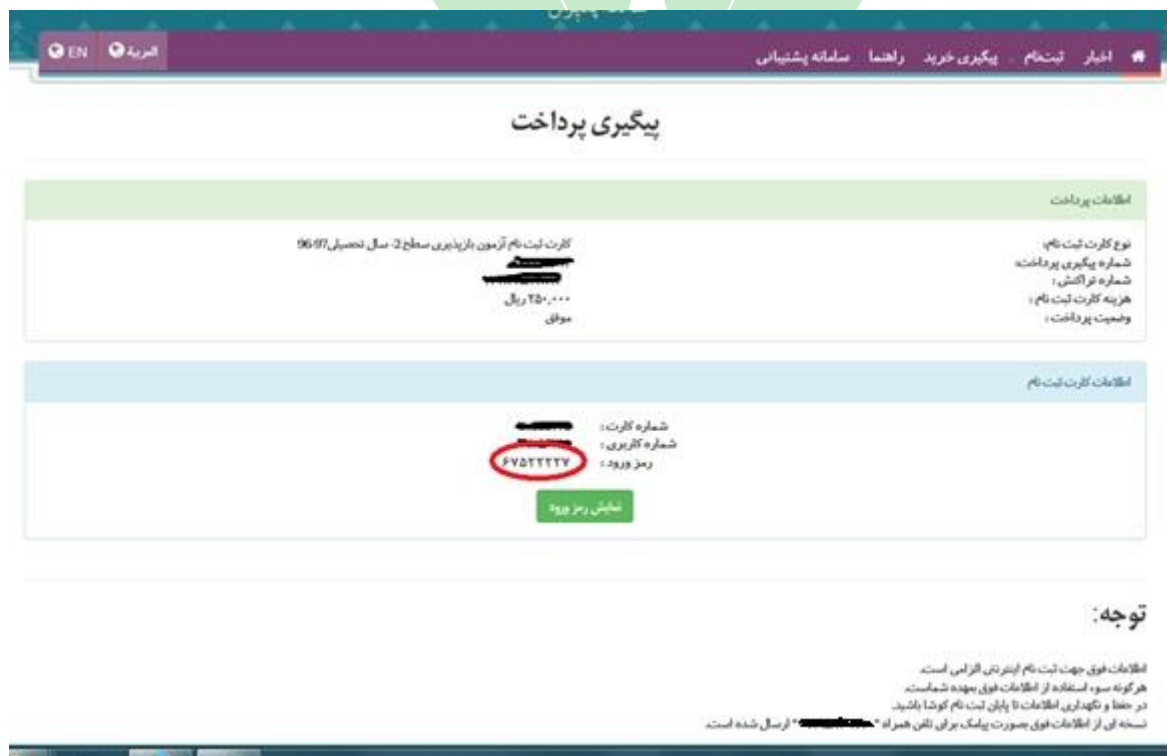 اخبار ثبت‌نام پیگیری خرید راهنما سامانه پشتیبانی العربیة EN
پیگیری پرداخت
اطلاعات پرداخت
نوع کارت ثبت نام: کارت ثبت نام آزمون بازپذیری سطح 2- سال تحصیلی 97-96
شماره پیگیری پرداخت:
شماره تراکنش :
هزینه کارت ثبت نام : ۲۵۰,۰۰۰ ریال
وضعیت پرداخت : موفق
اطلاعات کارت ثبت نام
شماره کارت :
شماره کاربری :
رمز ورود : ۶۷۵۲۲۲۲۷
نمایش رمز ورود
توجه:
اطلاعات فوق جهت ثبت نام اینترنتی الزامی است.
هرگونه سوء استفاده از اطلاعات فوق بعهده شماست.
در حفظ و نگهداری اطلاعات تا پایان ثبت نام کوشا باشید.
نسخه ای از اطلاعات فوق بصورت پیامک برای تلفن همراه " " ارسال شده است.